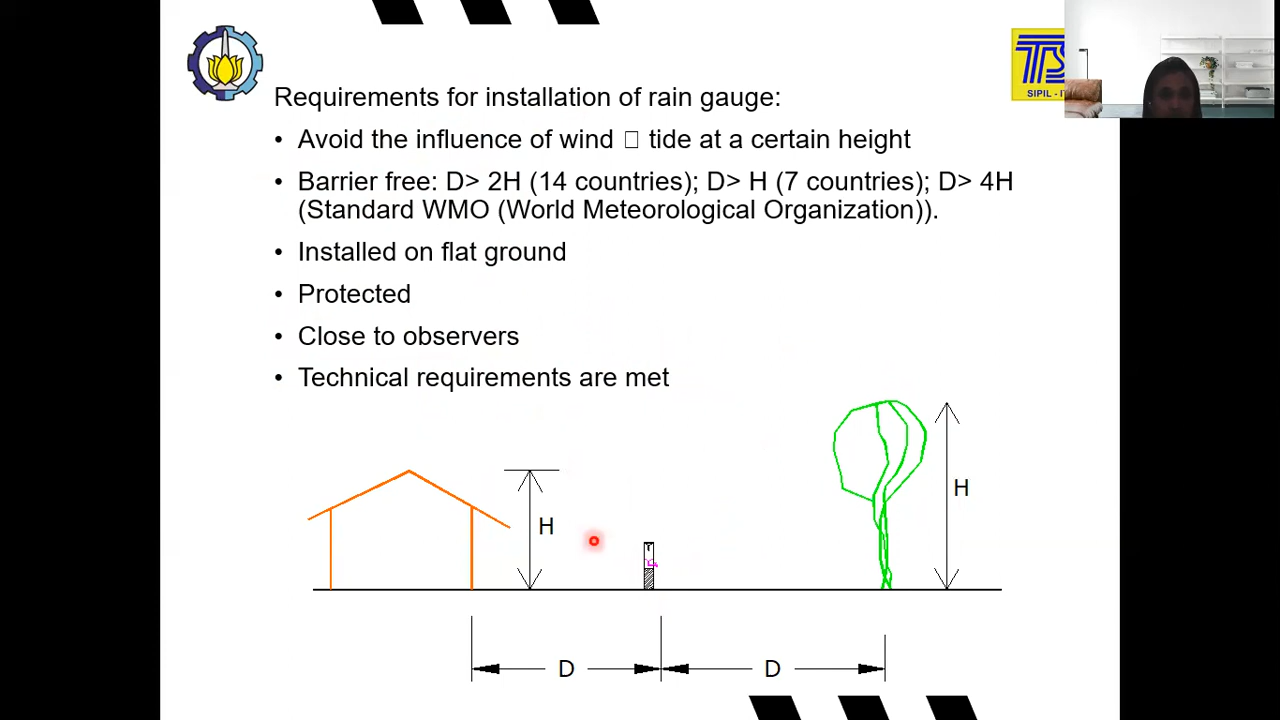 TS
SIPIL - IT
Requirements for installation of rain gauge:
• Avoid the influence of wind □ tide at a certain height
• Barrier free: D> 2H (14 countries); D> H (7 countries); D> 4H
(Standard WMO (World Meteorological Organization)).
• Installed on flat ground
• Protected
• Close to observers
• Technical requirements are met
H
H
D
D